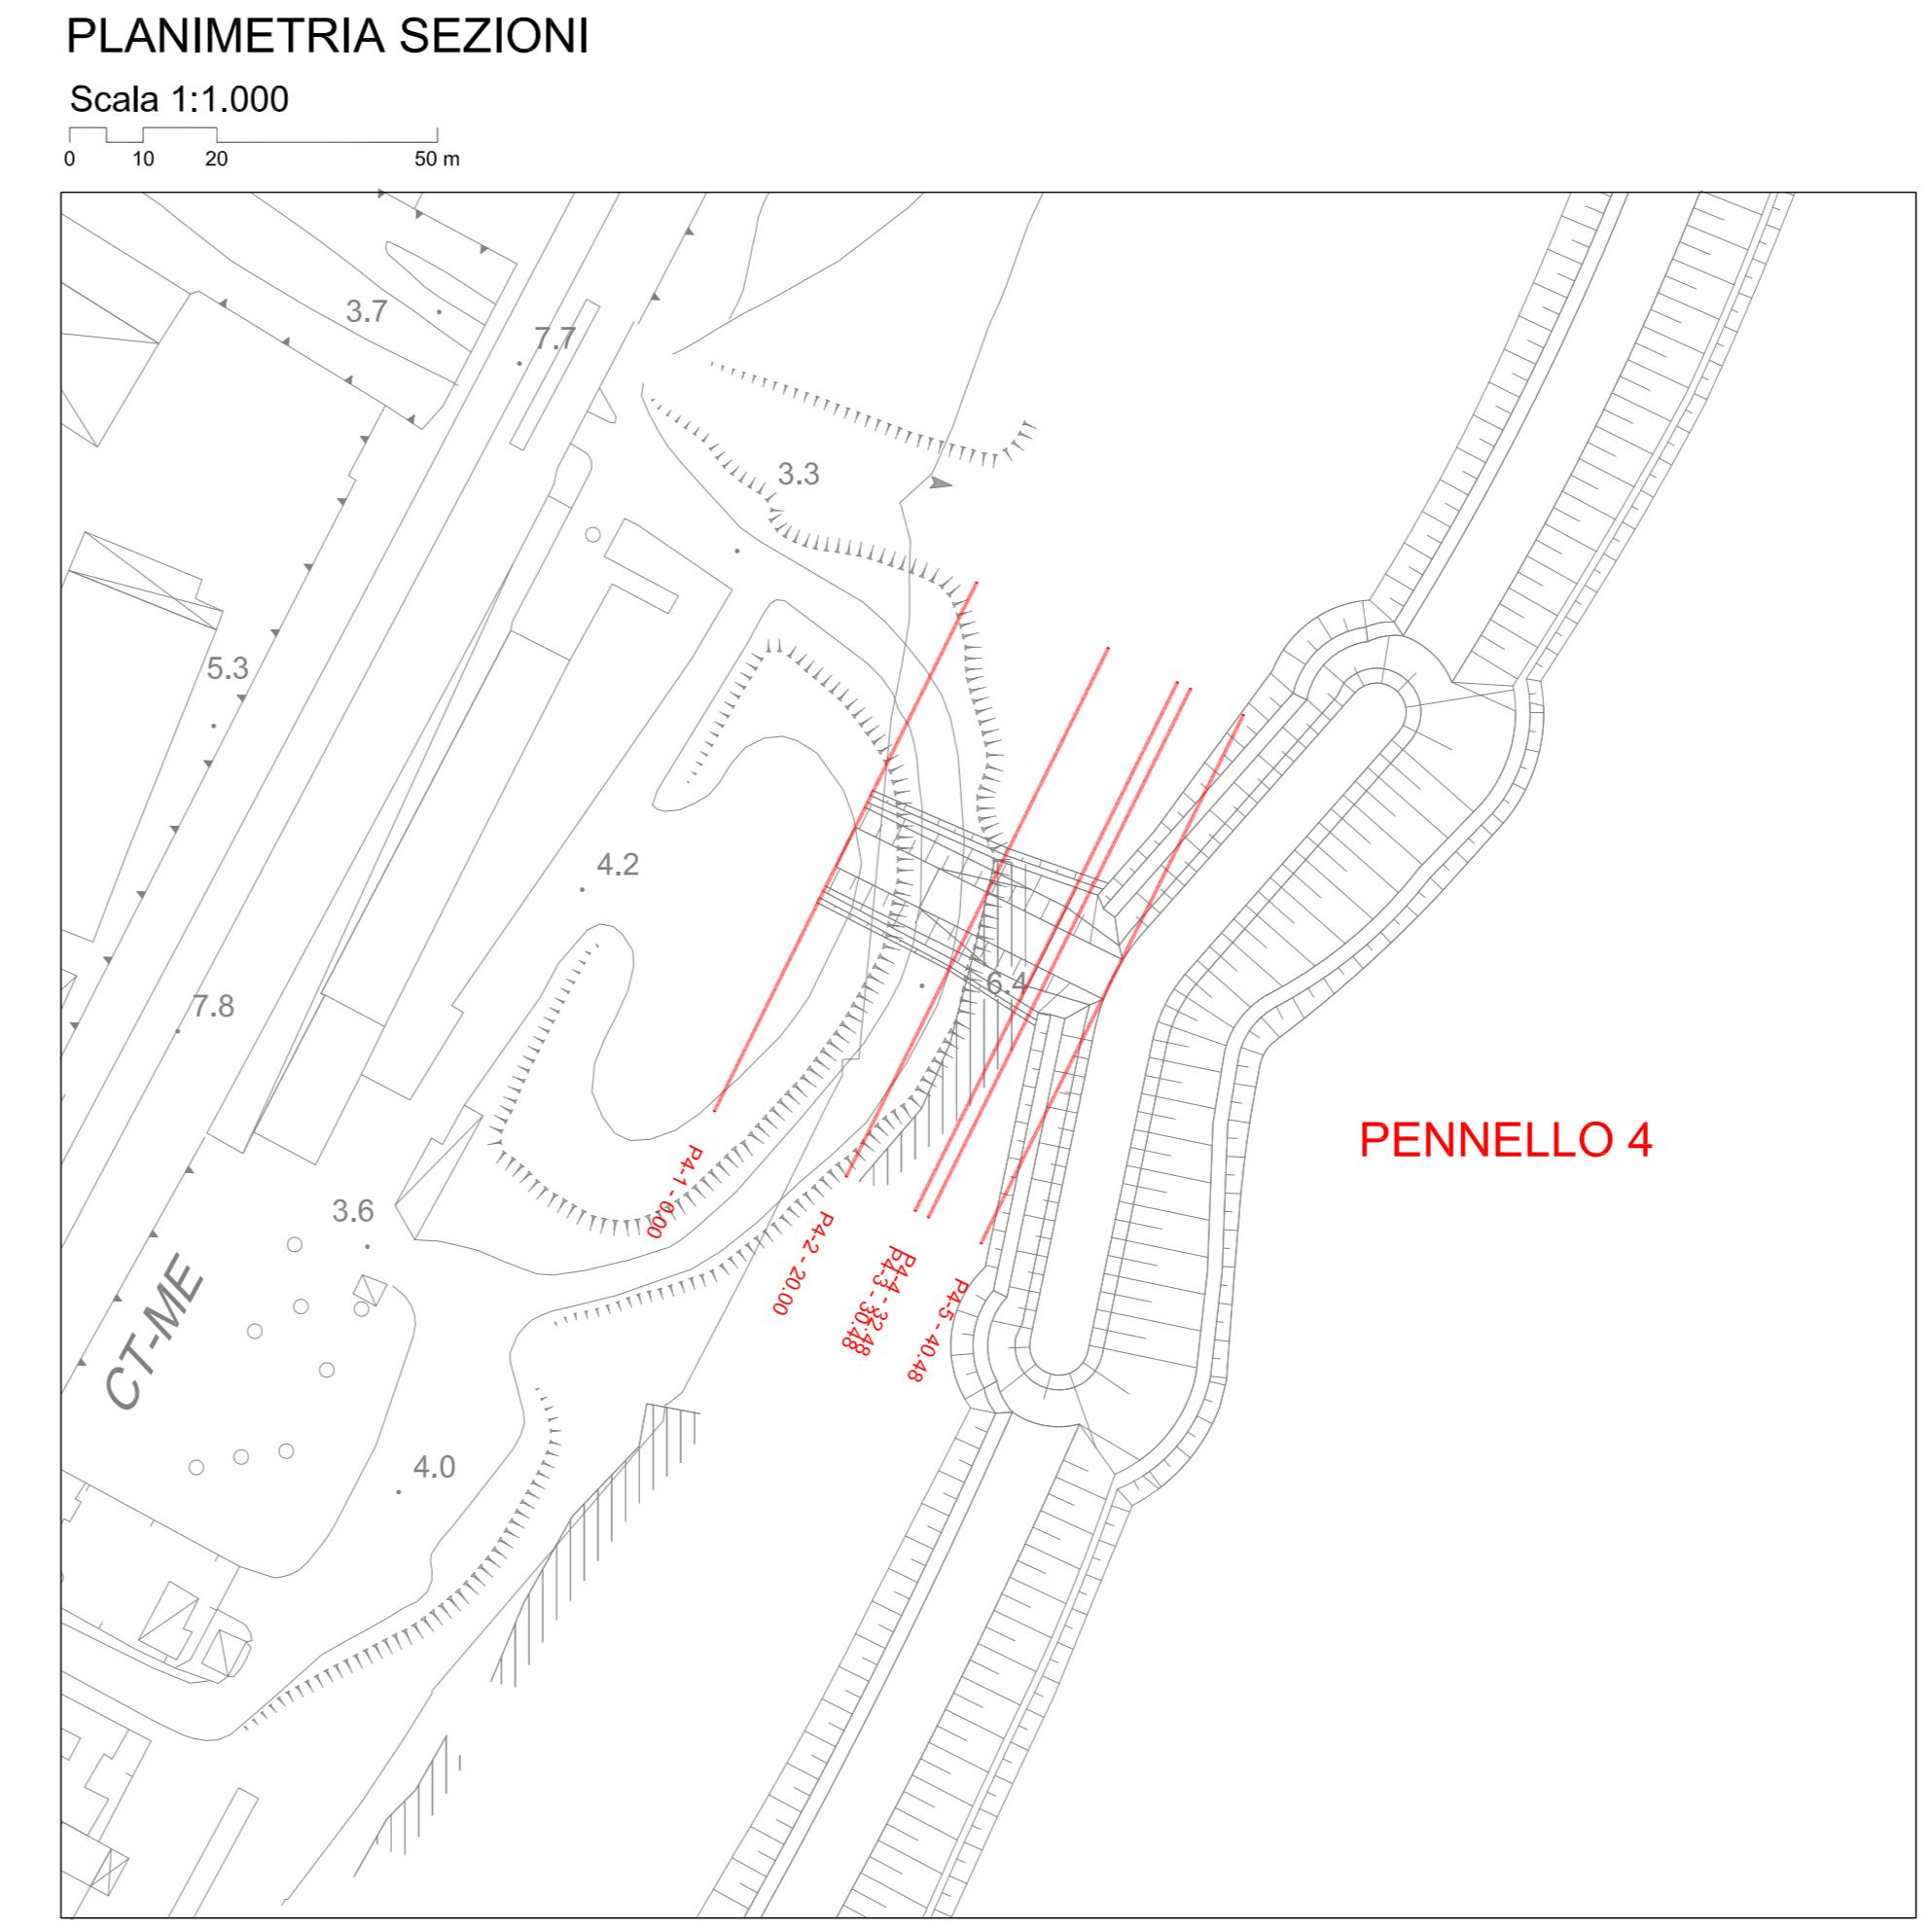 PLANIMETRIA SEZIONI
Scala 1:1.000
0 10 20 50 m
3.7
7.7
3.3
5.3
4.2
6.4
7.8
PENNELLO 4
P4-1 - 0.00
P4-2 - 20.00
P4-3 - 30.48
P4-4 - 32.48
P4-5 - 40.48
3.6
CT-ME
4.0